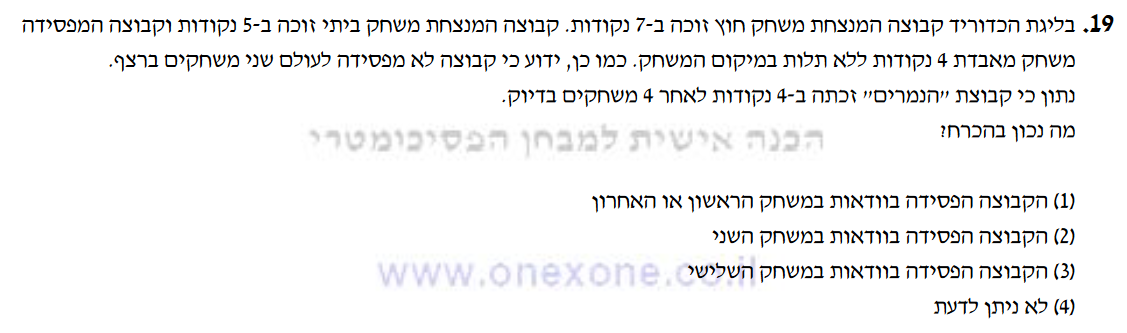 19. בליגת הכדוריד קבוצה המנצחת משחק חוץ זוכה ב-7 נקודות. קבוצה המנצחת משחק ביתי זוכה ב-5 נקודות וקבוצה המפסידה
משחק מאבדת 4 נקודות ללא תלות במיקום המשחק. כמו כן, ידוע כי קבוצה לא מפסידה לעולם שני משחקים ברצף.
נתון כי קבוצת "הנמרים" זכתה ב-4 נקודות לאחר 4 משחקים בדיוק.
מה נכון בהכרח?
הכנה אישית למבחן הפסיכומטרי
(1) הקבוצה הפסידה בוודאות במשחק הראשון או האחרון
(2) הקבוצה הפסידה בוודאות במשחק השני
(3) הקבוצה הפסידה בוודאות במשחק השלישי
www.onexone.co.il
(4) לא ניתן לדעת